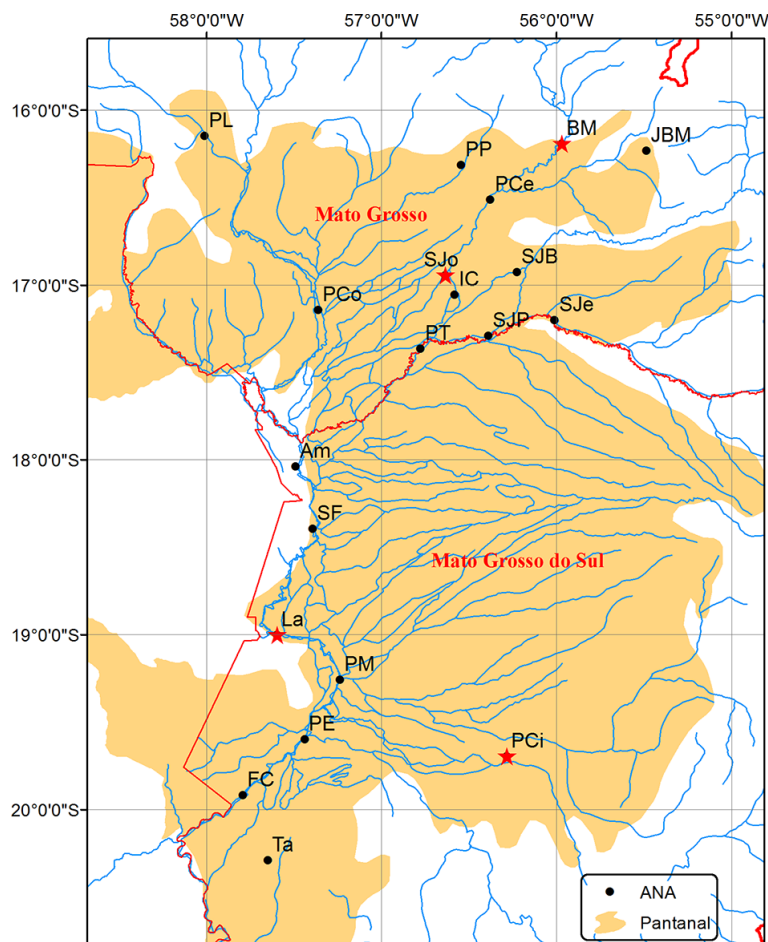 58°0'0"W 57°0'0"W 56°0'0"W 55°0'0"W
16°0'0"S
PL
BM
JBM
PP
PCe
Mato Grosso
SJo
SJB
IC
17°0'0"S
PCo
SJe
SJP
PT
18°0'0"S
Am
SF
Mato Grosso do Sul
La
19°0'0"S
PM
PE
PCi
FC
20°0'0"S
Ta
ANA
Pantanal